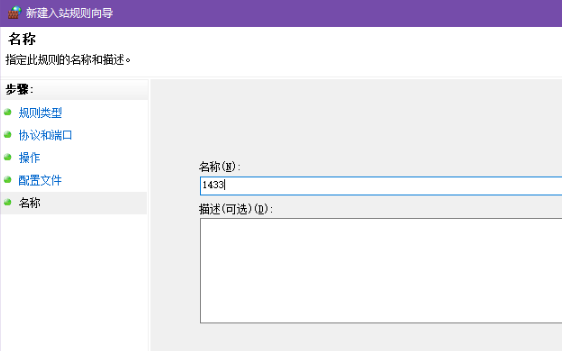 新建入站规则向导
名称
指定此规则的名称和描述。
步骤:
规则类型
协议和端口
操作
配置文件
名称
名称(N):
1433
描述(可选)(D):